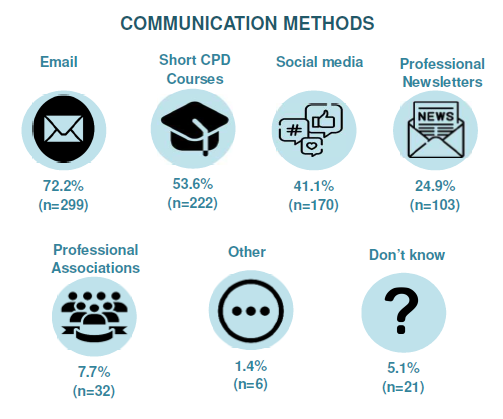 COMMUNICATION METHODS
Email
72.2%
(n=299)
Short CPD
Courses
53.6%
(n=222)
Social media
#
41.1%
(n=170)
Professional
Newsletters
NEWS
24.9%
(n=103)
Professional
Associations
7.7%
(n=32)
Other
1.4%
(n=6)
Don’t know
?
5.1%
(n=21)